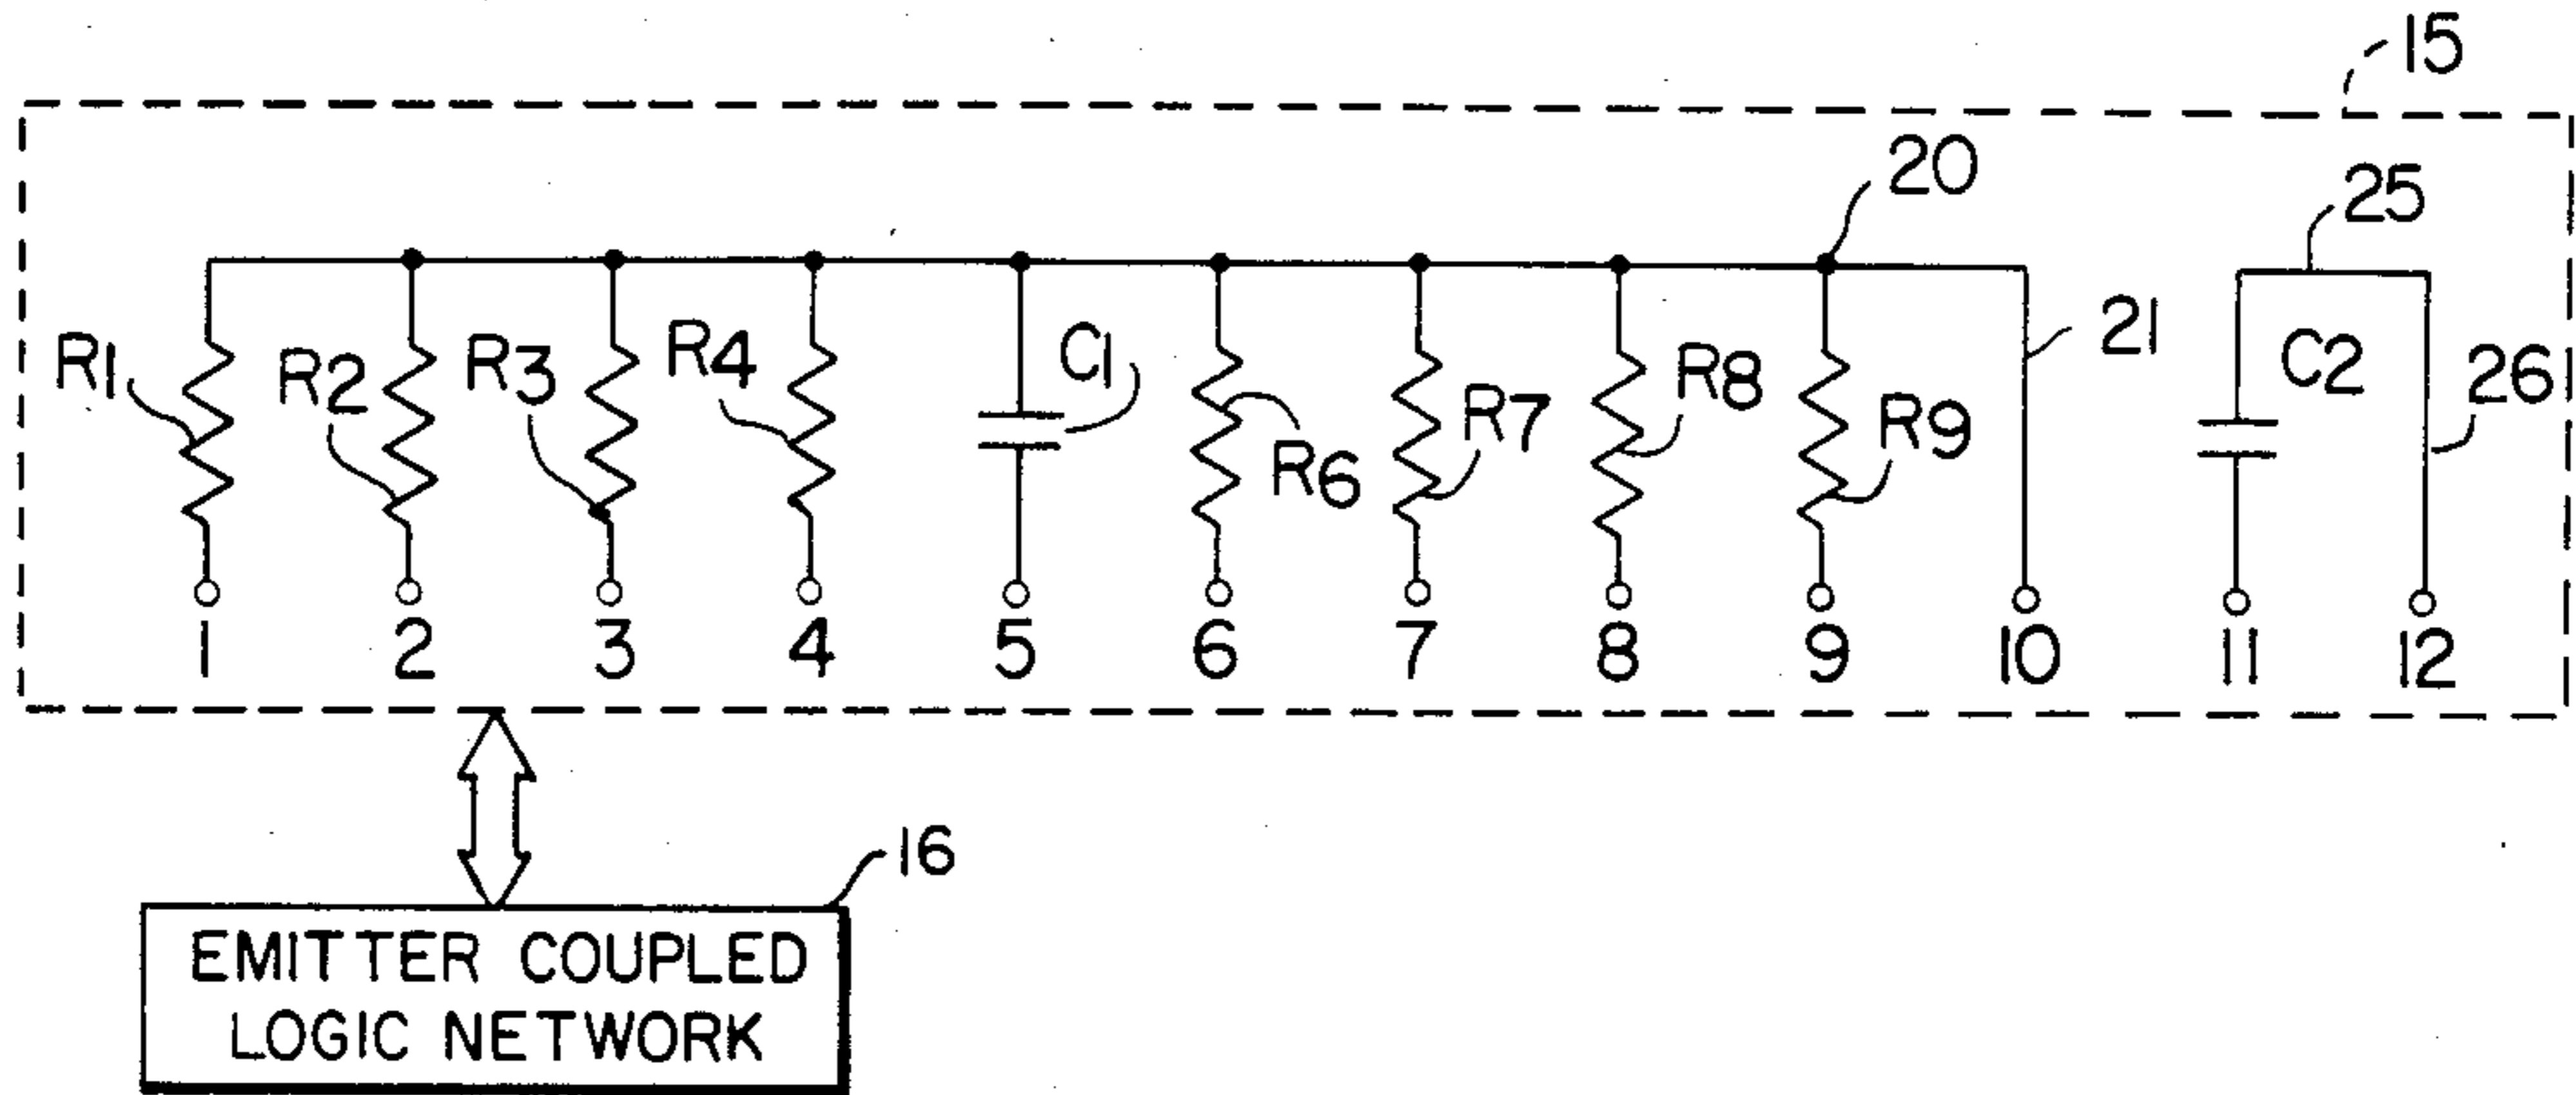 15
20
25
R1
R2
R3
R4
C1
R6
R7
R8
R9
21
C2
26
1 2 3 4 5 6 7 8 9 10 11 12
16
EMITTER COUPLED
LOGIC NETWORK